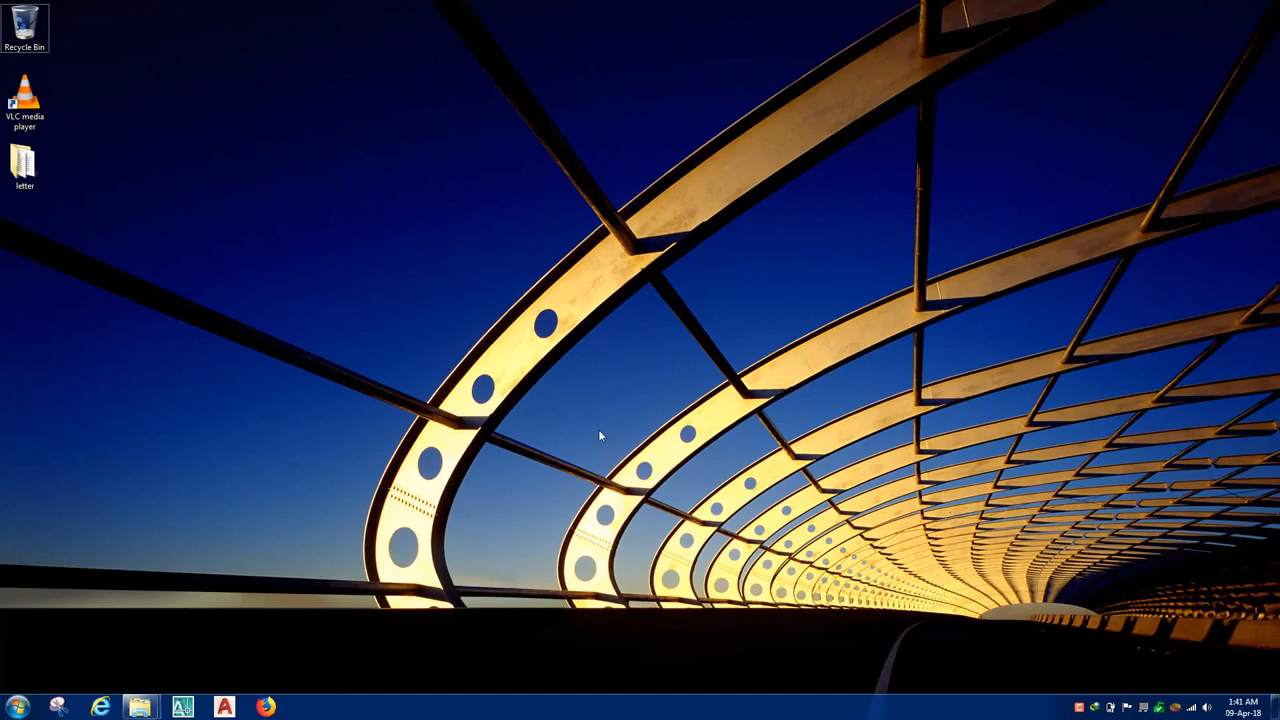 Recycle Bin
VLC media
player
letter
1:41 AM
09-Apr-18